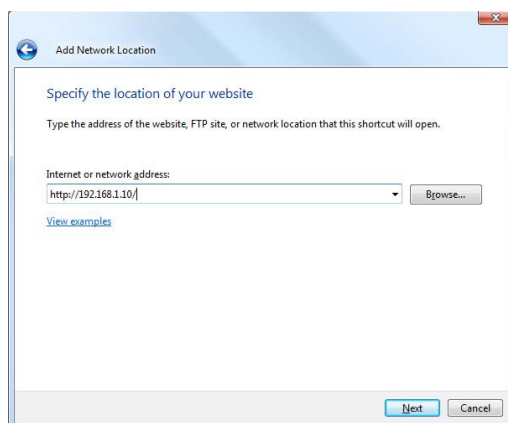 Add Network Location
Specify the location of your website
Type the address of the website, FTP site, or network location that this shortcut will open.
Internet or network address:
http://192.168.1.10/
Browse...
View examples
Next
Cancel